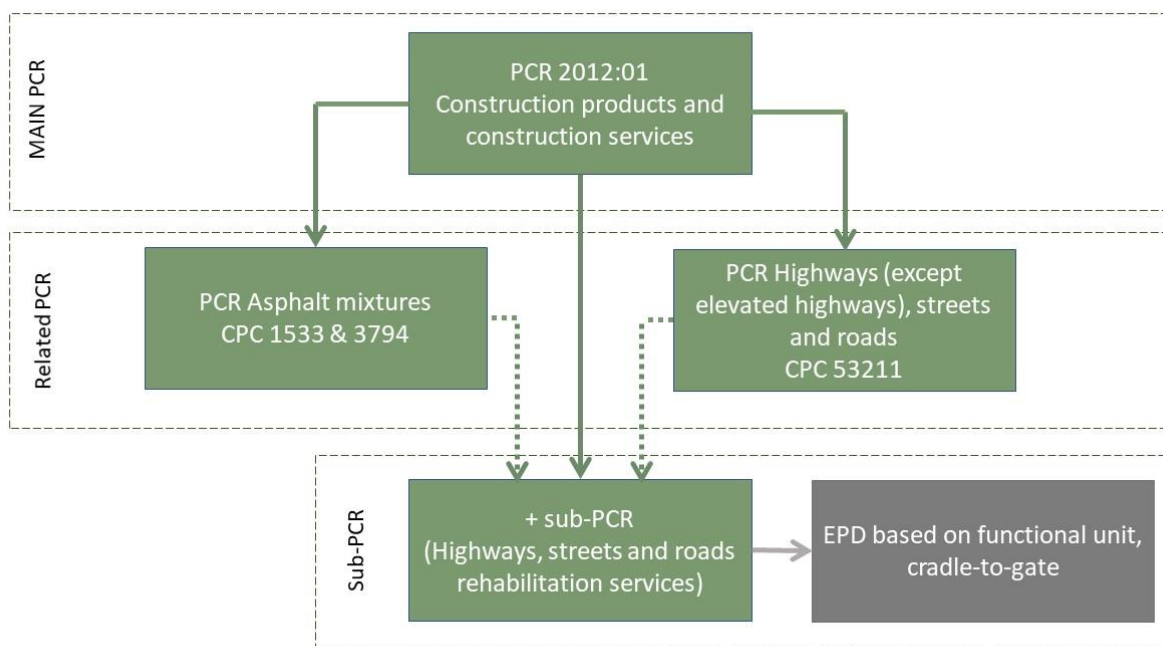 MAIN PCR
PCR 2012:01
Construction products and
construction services
Related PCR
PCR Asphalt mixtures
CPC 1533 & 3794
PCR Highways (except
elevated highways), streets
and roads
CPC 53211
Sub-PCR
+ sub-PCR
(Highways, streets and roads
rehabilitation services)
EPD based on functional unit,
cradle-to-gate